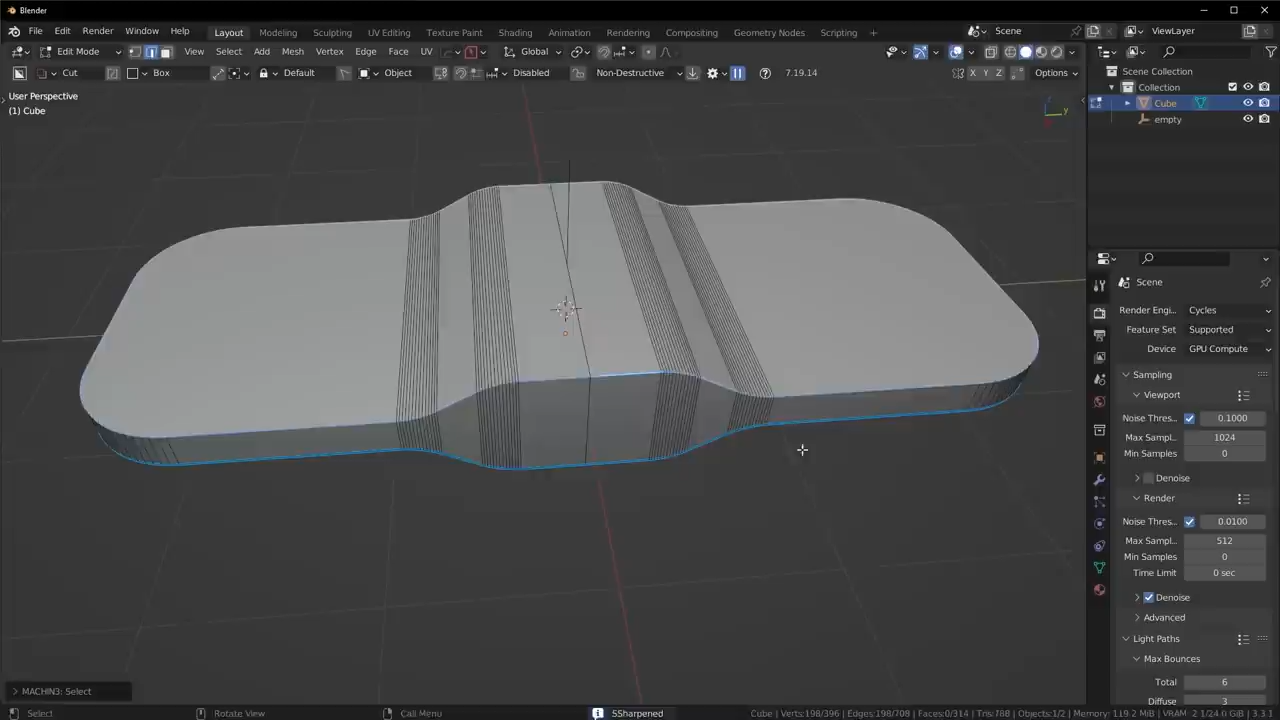 Blender
File Edit Render Window Help Layout Modeling Sculpting UV Editing Texture Paint Shading Animation Rendering Compositing Geometry Nodes Scripting + Scene ViewLayer
Edit Mode View Select Add Mesh Vertex Edge Face UV Global
Cut Box Default Object Disabled Non-Destructive 7.19.14 X Y Z Options
User Perspective
(1) Cube
y
Scene Collection
Collection
Cube
empty
Scene
Render Engi... Cycles
Feature Set Supported
Device GPU Compute
Sampling
Viewport
Noise Thres... 0.1000
Max Sampl... 1024
Min Samples 0
Denoise
Render
Noise Thres... 0.0100
Max Sampl... 512
Min Samples 0
Time Limit 0 sec
Denoise
Advanced
Light Paths
Max Bounces
Total 6
Diffuse 3
MACHIN3: Select
Select Rotate View Call Menu SSharpened Cube | Verts:198/396 | Edges:198/708 | Faces:0/314 | Tris:788 | Objects:1/2 | Memory: 119.2 MiB | VRAM: 2.1/24.0 GiB | 3.3.1